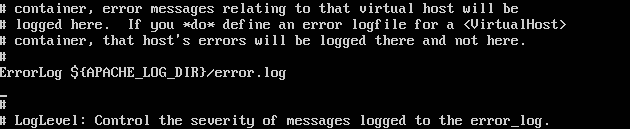 # container, error messages relating to that virtual host will be
# logged here.  If you *do* define an error logfile for a <VirtualHost>
# container, that host's errors will be logged there and not here.
#
ErrorLog ${APACHE_LOG_DIR}/error.log
#
# LogLevel: Control the severity of messages logged to the error_log.